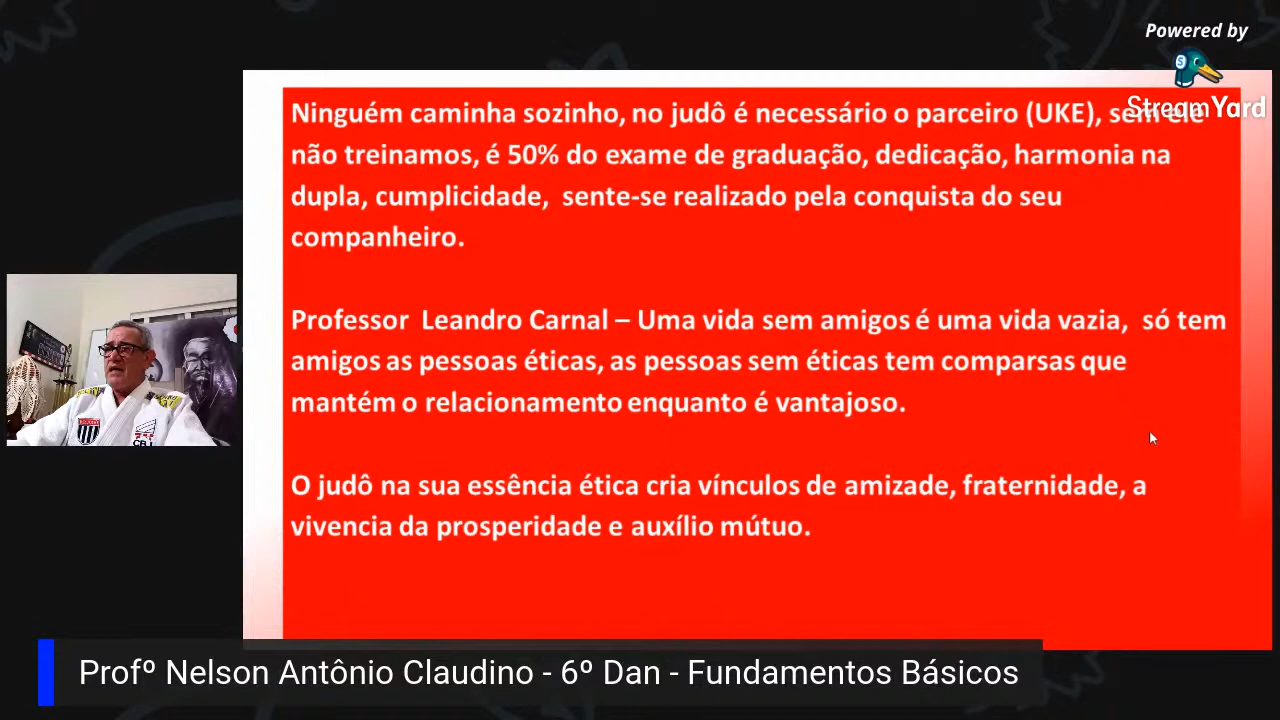 Powered by
StreamYard
Ninguém caminha sozinho, no judô é necessário o parceiro (UKE), sem ele
não treinamos, é 50% do exame de graduação, dedicação, harmonia na
dupla, cumplicidade, sente-se realizado pela conquista do seu
companheiro.
Professor Leandro Carnal – Uma vida sem amigos é uma vida vazia, só tem
amigos as pessoas éticas, as pessoas sem éticas tem comparsas que
mantém o relacionamento enquanto é vantajoso.
O judô na sua essência ética cria vínculos de amizade, fraternidade, a
vivencia da prosperidade e auxílio mútuo.
Profº Nelson Antônio Claudino - 6º Dan - Fundamentos Básicos